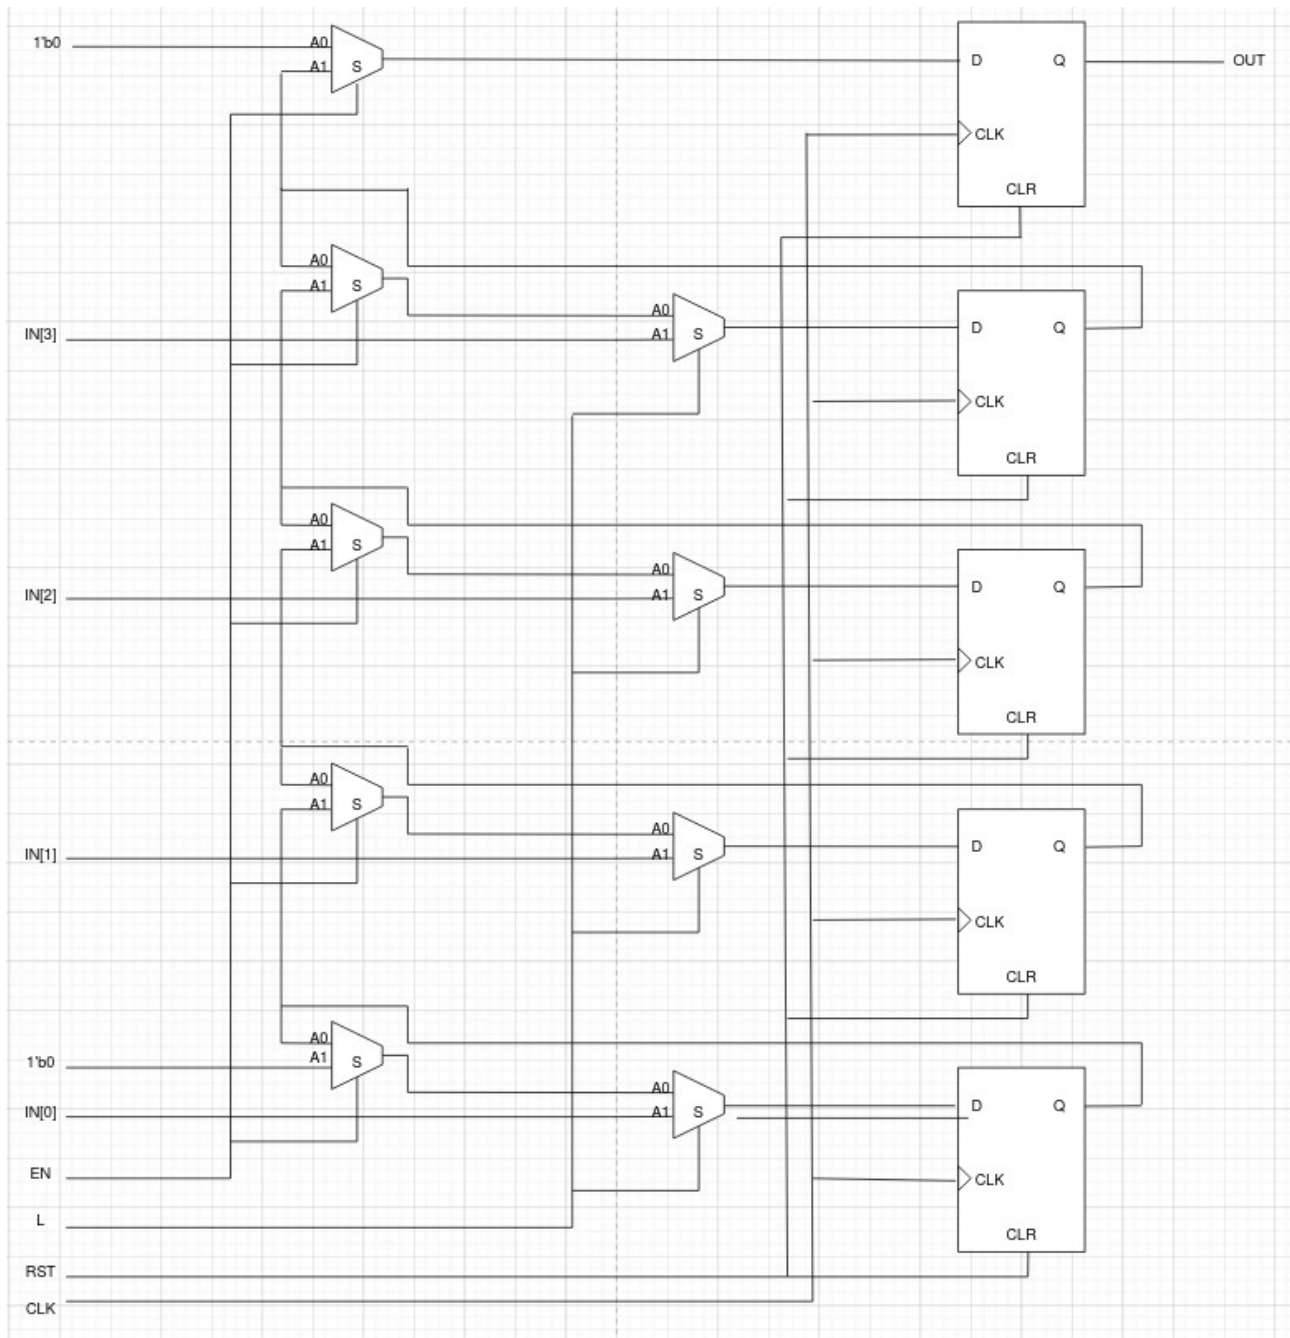 1'b0
A0
A1
S
D
Q
OUT
CLK
CLR
A0
A1
S
IN[3]
A0
A1
S
D
Q
CLK
CLR
A0
A1
S
IN[2]
A0
A1
S
D
Q
CLK
CLR
A0
A1
S
IN[1]
A0
A1
S
D
Q
CLK
CLR
A0
A1
S
1'b0
IN[0]
A0
A1
S
D
Q
EN
CLK
L
CLR
RST
CLK